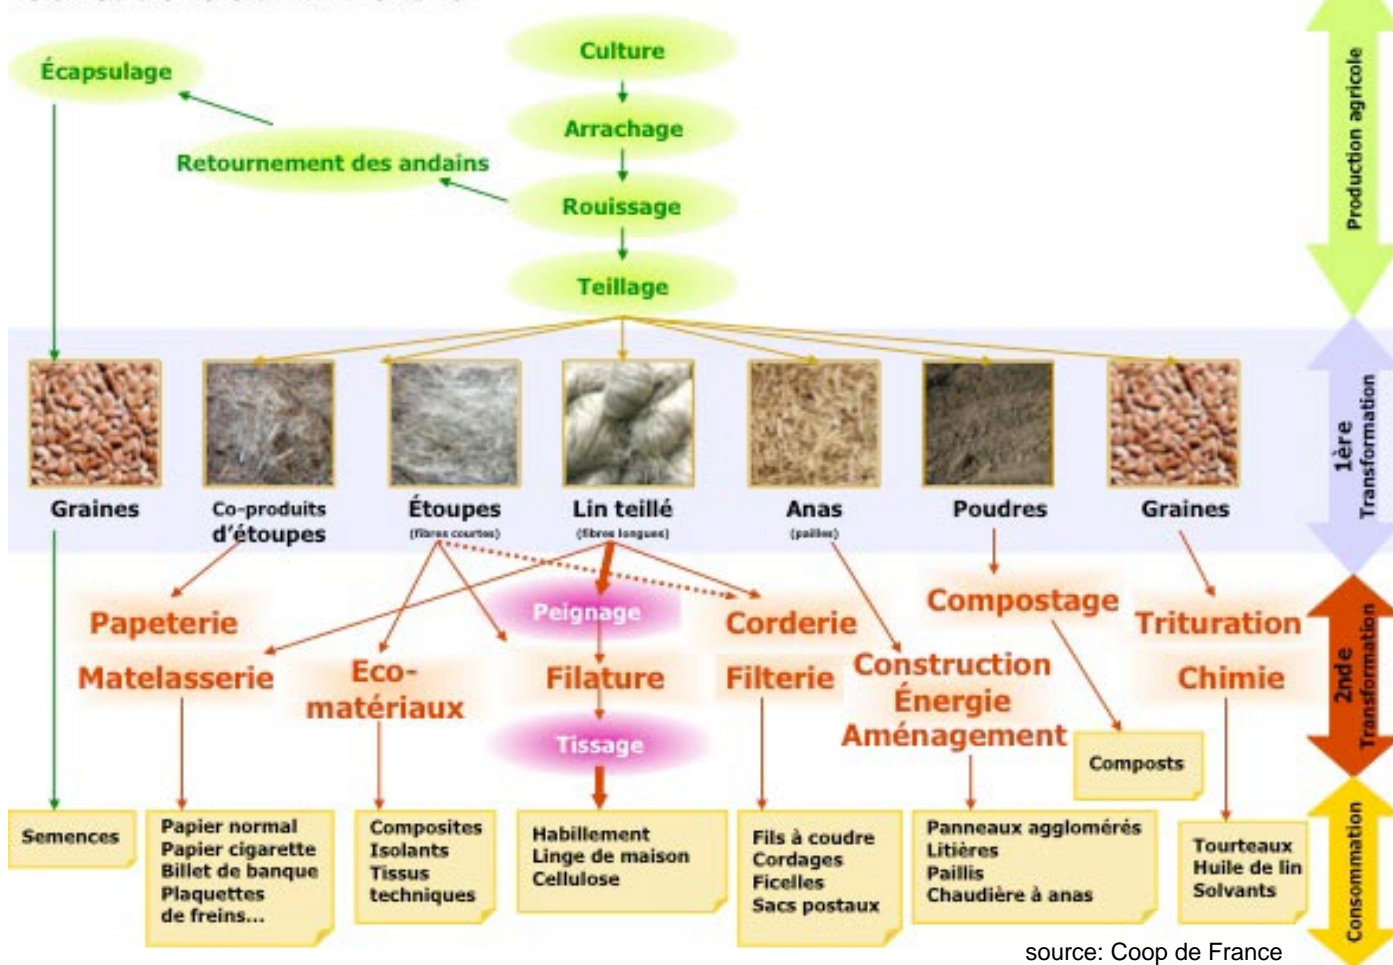 Culture
Écapsulage
Arrachage
Retournement des andains
Rouissage
Teillage
Production agricole
Graines
Co-produits
d'étoupes
Étoupes
(fibres courtes)
Lin teillé
(fibres longues)
Anas
(pailles)
Poudres
Graines
1ère
Transformation
Papeterie
Peignage
Corderie
Compostage
Trituration
Matelasserie
Eco-
matériaux
Filature
Filterie
Construction
Énergie
Aménagement
Chimie
Tissage
2nde
Transformation
Composts
Semences
Papier normal
Papier cigarette
Billet de banque
Plaquettes
de freins...
Composites
Isolants
Tissus
techniques
Habillement
Linge de maison
Cellulose
Fils à coudre
Cordages
Ficelles
Sacs postaux
Panneaux agglomérés
Litières
Paillis
Chaudière à anas
Tourteaux
Huile de lin
Solvants
Consommation
source: Coop de France